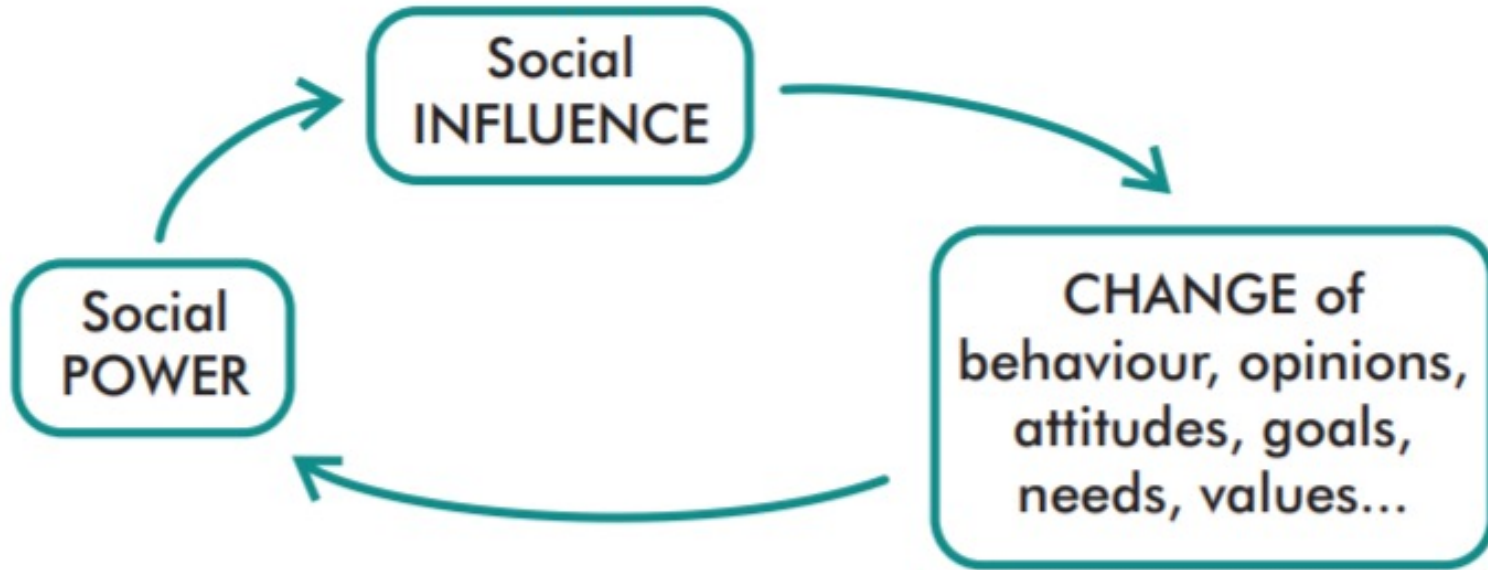 Social
INFLUENCE
Social
POWER
CHANGE of
behaviour, opinions,
attitudes, goals,
needs, values...